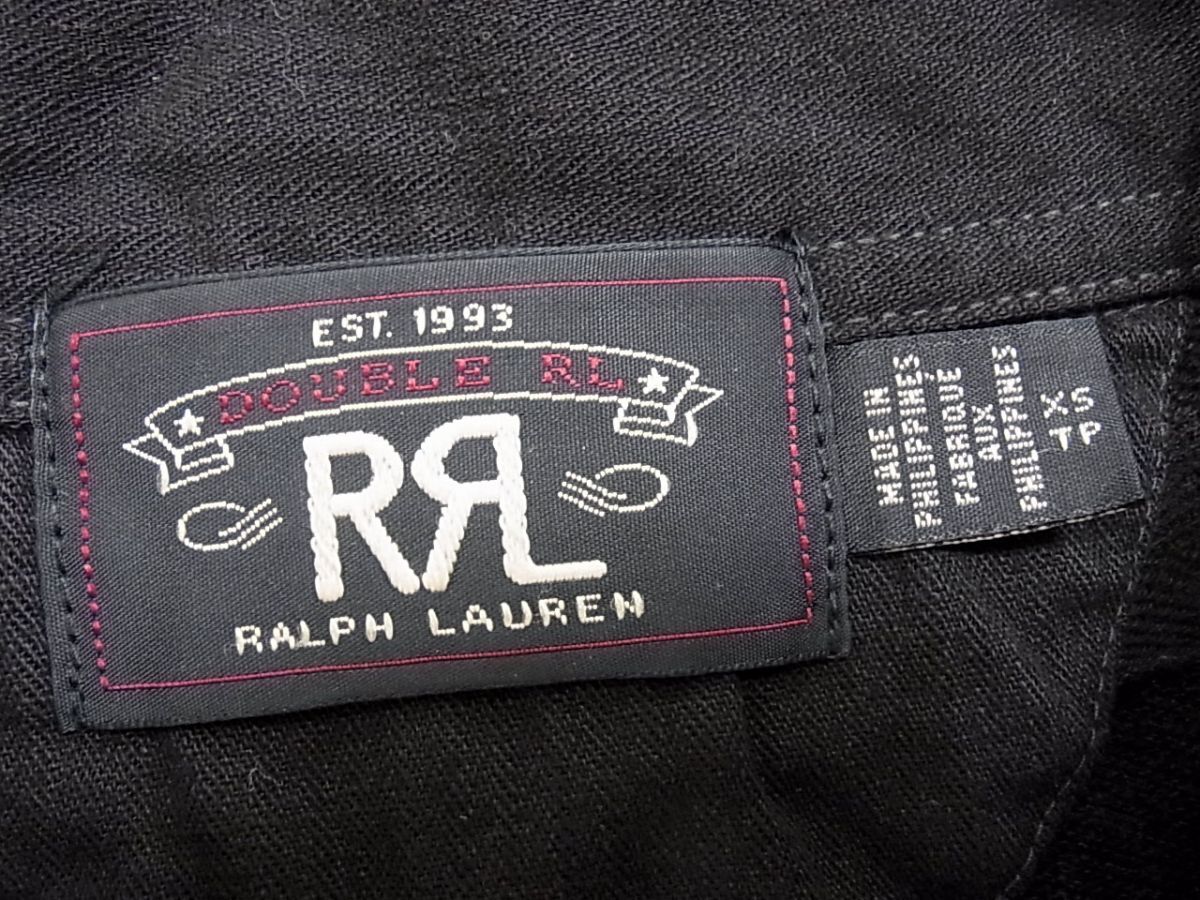 EST. 1993
DOUBLE RL
RRL
RALPH LAUREN
MADE IN
PHILIPPINES
FABRIQUÉ
AUX
PHILIPPINES
XS
TP